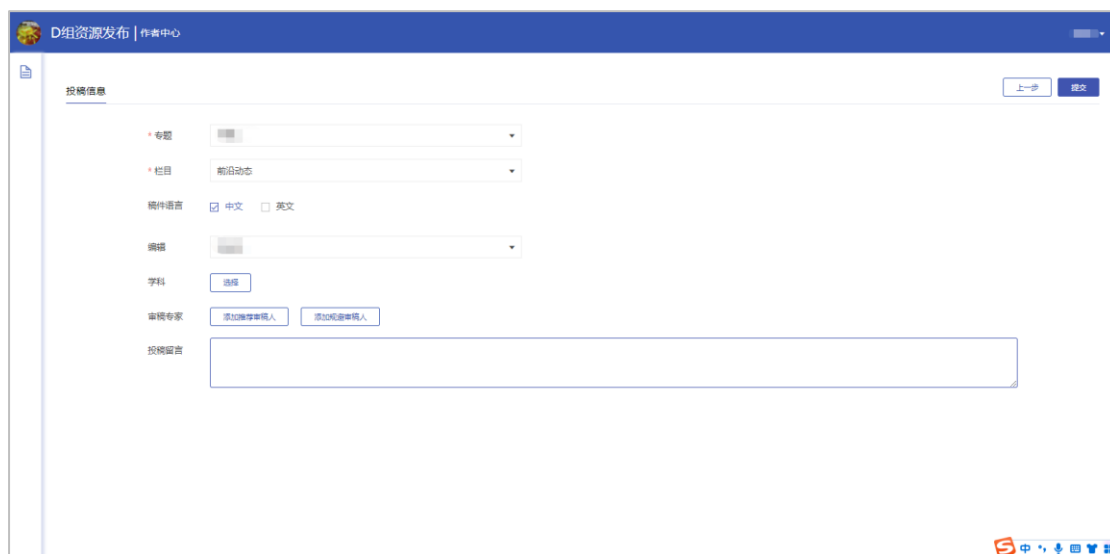 D组资源发布 | 作者中心
投稿信息
上一步 提交
* 专题
* 栏目 前沿动态
稿件语言 中文 英文
编辑
学科 选择
审稿专家 添加推荐审稿人 添加规避审稿人
投稿留言
中